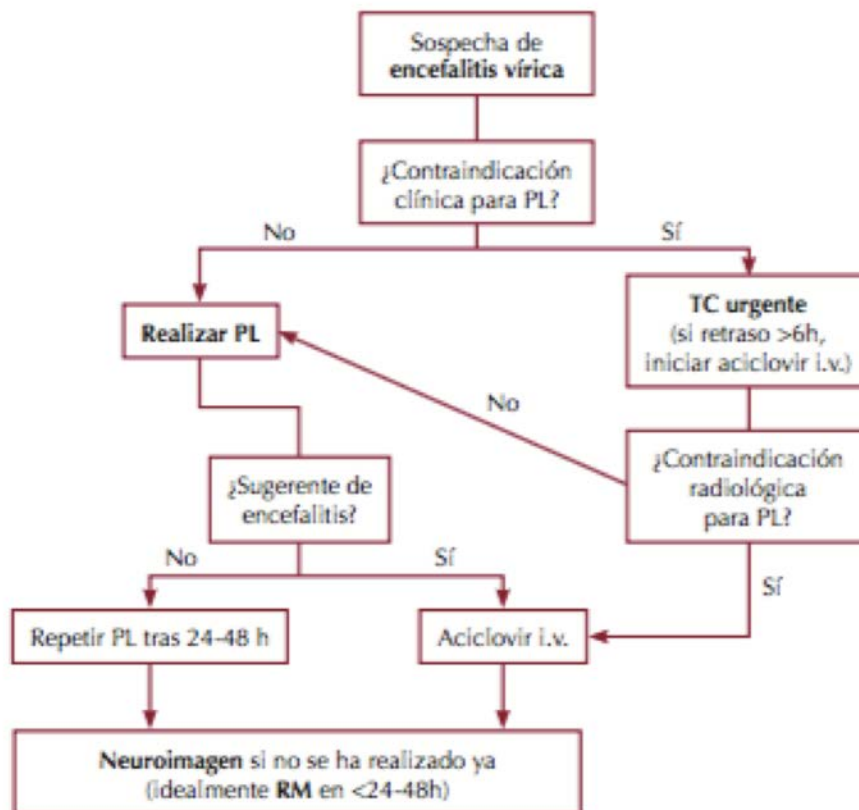 Sospecha de
encefalitis vírica
¿Contraindicación
clínica para PL?
No
Sí
Realizar PL
TC urgente
(si retraso >6h,
iniciar aciclovir i.v.)
No
¿Sugerente de
encefalitis?
¿Contraindicación
radiológica
para PL?
No
Sí
Sí
Repetir PL tras 24-48 h
Aciclovir i.v.
Neuroimagen si no se ha realizado ya
(idealmente RM en <24-48h)